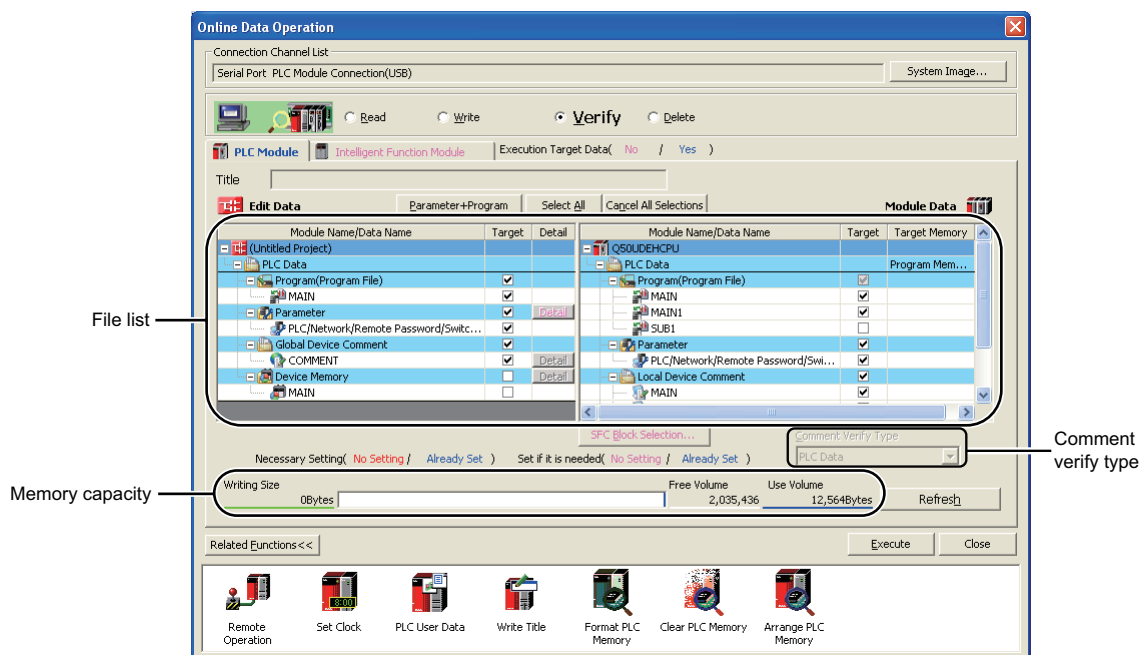 Online Data Operation
Connection Channel List
Serial Port PLC Module Connection(USB)
System Image...
Read
Write
Verify
Delete
PLC Module
Intelligent Function Module
Execution Target Data( No / Yes )
Title
Edit Data
Parameter+Program
Select All
Cancel All Selections
Module Data
Module Name/Data Name Target Detail
Module Name/Data Name Target Target Memory
(Untitled Project)
Q50UDEHCPU
PLC Data
PLC Data
Program Mem...
Program(Program File)
Program(Program File)
MAIN
MAIN
Parameter
Detail
MAIN1
PLC/Network/Remote Password/Switc...
SUB1
Global Device Comment
Parameter
COMMENT
Detail
PLC/Network/Remote Password/Swi...
Device Memory
Detail
Local Device Comment
MAIN
MAIN
File list
SFC Block Selection...
Comment Verify Type
PLC Data
Comment
verify type
Necessary Setting( No Setting / Already Set )
Set if it is needed( No Setting / Already Set )
Memory capacity
Writing Size
0Bytes
Free Volume
2,035,436
Use Volume
12,564Bytes
Refresh
Related Functions<<
Execute
Close
8:00
Remote
Operation
Set Clock
PLC User Data
Write Title
Format PLC
Memory
Clear PLC Memory
Arrange PLC
Memory